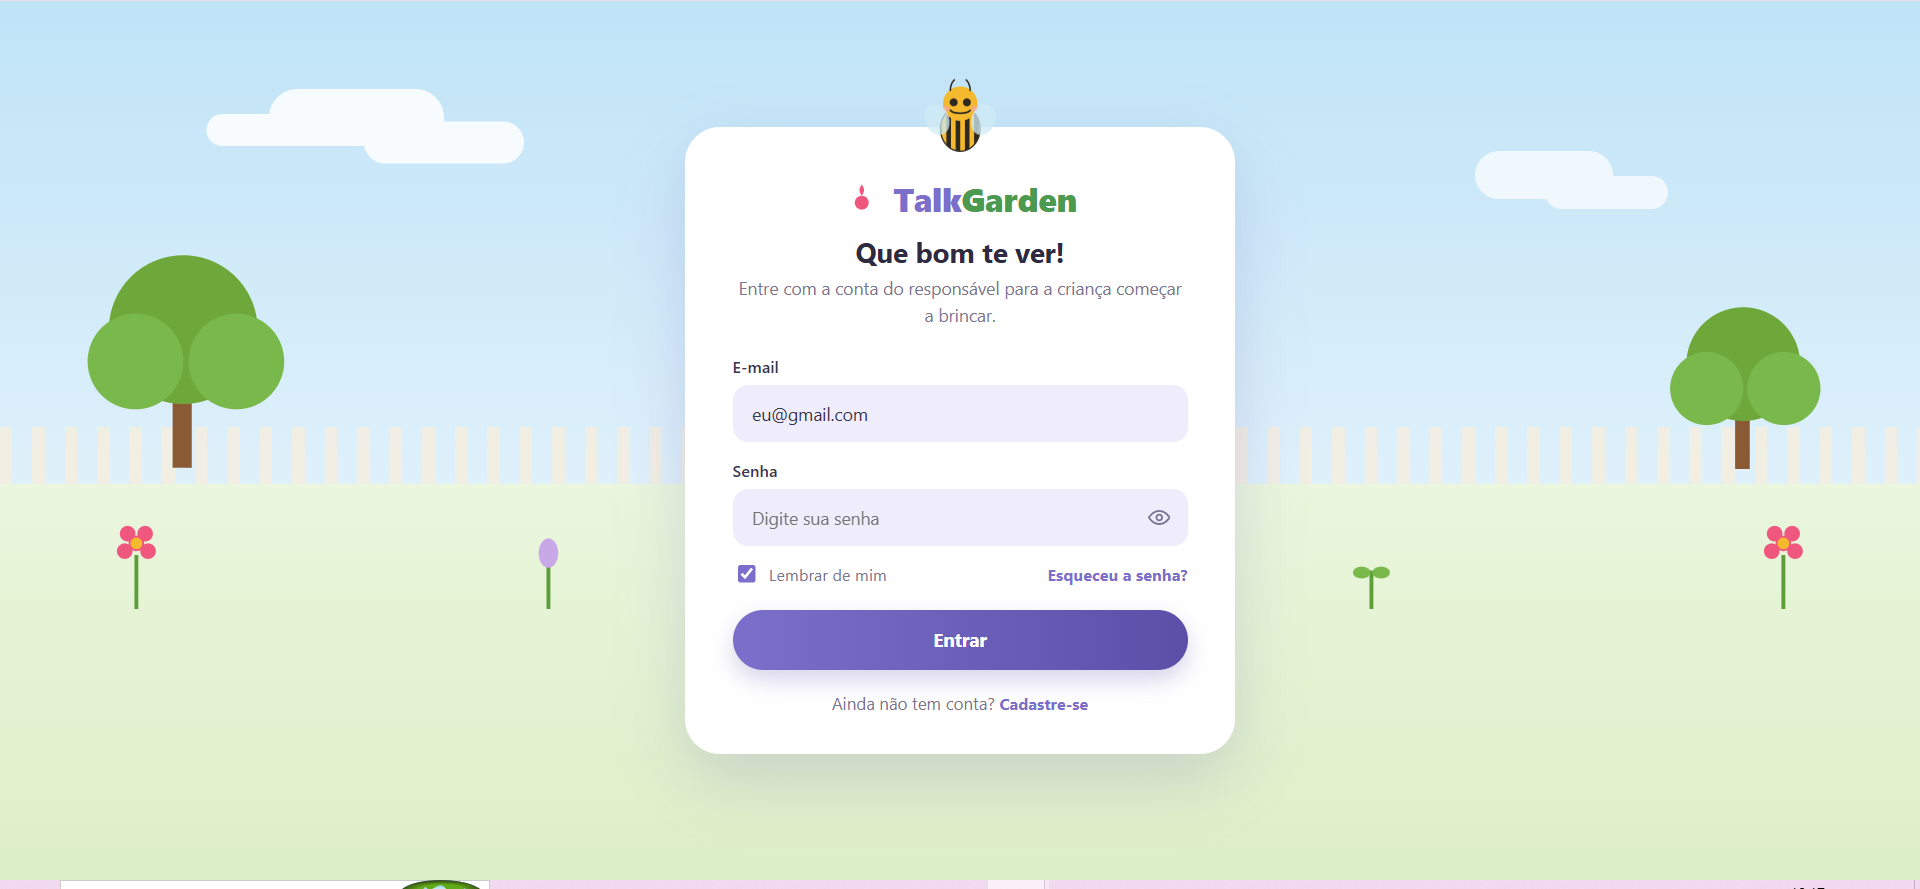 TalkGarden
Que bom te ver!
Entre com a conta do responsável para a criança começar
a brincar.
E-mail
eu@gmail.com
Senha
Digite sua senha
Lembrar de mim
Esqueceu a senha?
Entrar
Ainda não tem conta? Cadastre-se